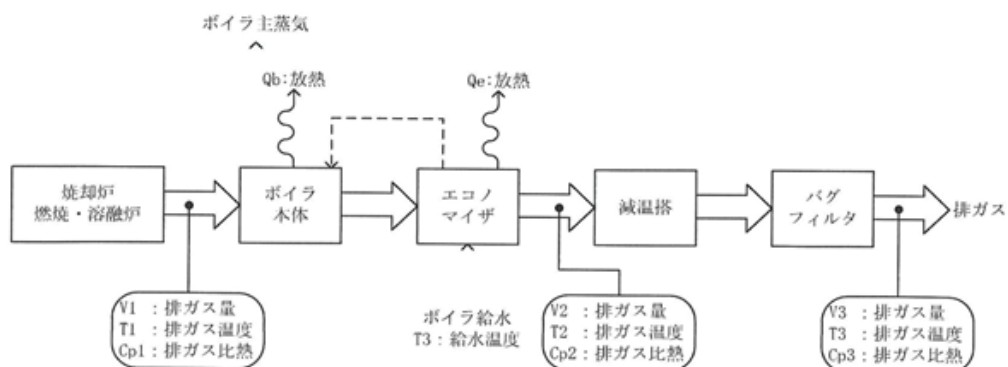 ボイラ主蒸気
Qb:放熱
Qe:放熱
焼却炉
燃焼・溶融炉
ボイラ
本体
エコノ
マイザ
減温搭
バグ
フィルタ
排ガス
V1 :排ガス量
T1 :排ガス温度
Cp1:排ガス比熱
ボイラ給水
T3:給水温度
V2 :排ガス量
T2 :排ガス温度
Cp2:排ガス比熱
V3 :排ガス量
T3 :排ガス温度
Cp3:排ガス比熱